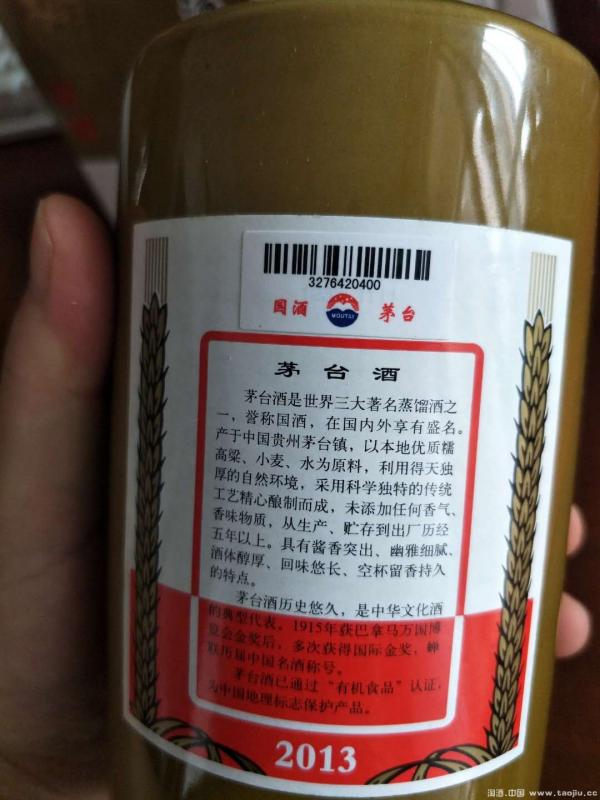 3276420400
国酒 MOUTAI 茅台
茅台酒
茅台酒是世界三大著名蒸馏酒之
一，誉称国酒，在国内外享有盛名。
产于中国贵州茅台镇，以本地优质糯
高粱、小麦、水为原料，利用得天独
厚的自然环境，采用科学独特的传统
工艺精心酿制而成，未添加任何香气、
香味物质，从生产、贮存到出厂历经
五年以上。具有酱香突出、幽雅细腻、
酒体醇厚、回味悠长、空杯留香持久
的特点。
茅台酒历史悠久，是中华文化酒
的典型代表。1915年获巴拿马万国博
览会金奖后，多次获得国际金奖，蝉
联历届中国名酒称号。
茅台酒已通过“有机食品”认证，
为中国地理标志保护产品。
2013
淘酒.中国 www.taojiu.cc